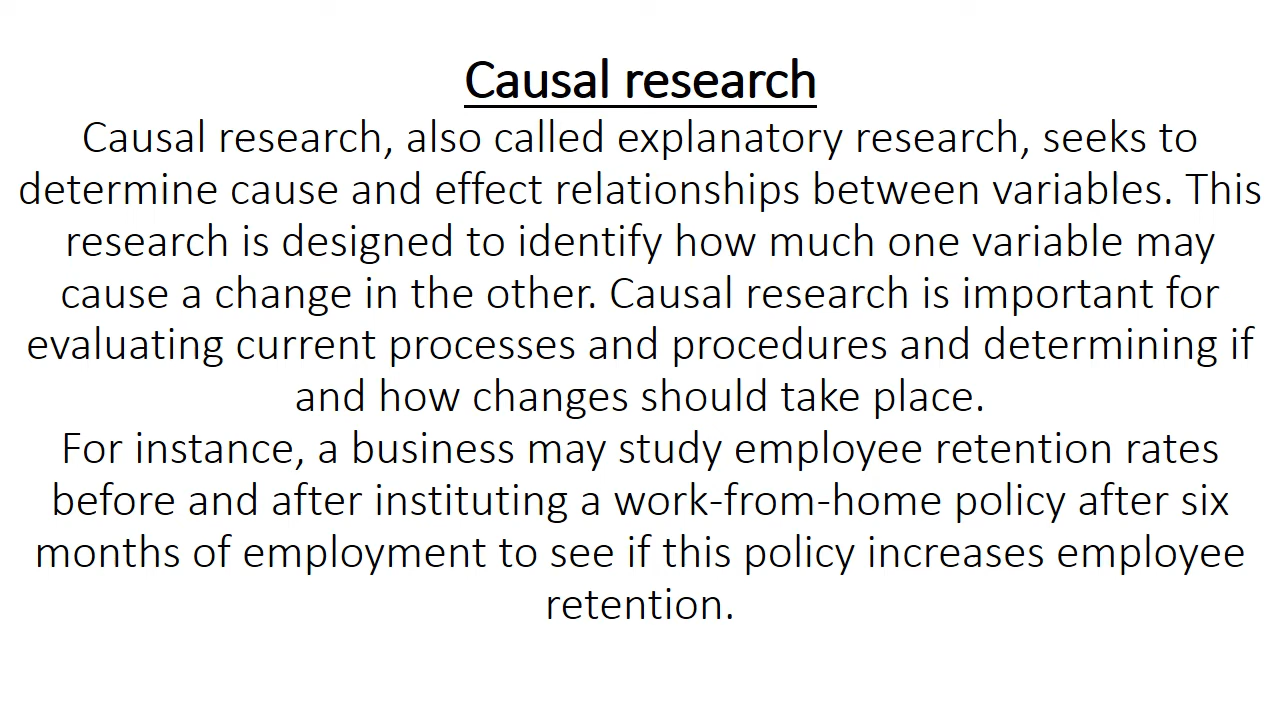 Causal research
Causal research, also called explanatory research, seeks to
determine cause and effect relationships between variables. This
research is designed to identify how much one variable may
cause a change in the other. Causal research is important for
evaluating current processes and procedures and determining if
and how changes should take place.
For instance, a business may study employee retention rates
before and after instituting a work-from-home policy after six
months of employment to see if this policy increases employee
retention.